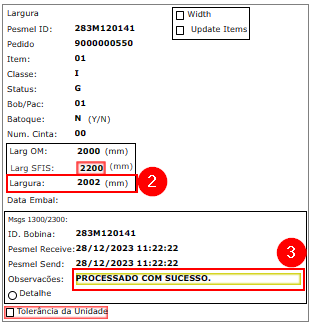 Largura
Width
Pesmel ID: 283M120141
Update Items
Pedido 9000000550
Item: 01
Classe: I
Status: G
Bob/Pac: 01
Batoque: N (Y/N)
Num. Cinta: 00
Larg OM: 2000 (mm)
Larg SFIS: 2200 (mm)
Largura: 2002 (mm)
2
Data Embal:
Msgs 1300/2300:
ID. Bobina: 283M120141
Pesmel Receive: 28/12/2023 11:22:22
3
Pesmel Send: 28/12/2023 11:22:22
Observacões: PROCESSADO COM SUCESSO.
Detalhe
Tolerância da Unidade